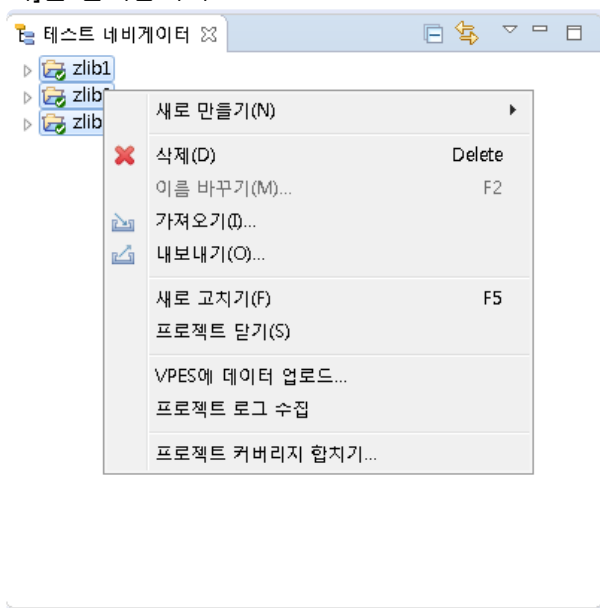 테스트 네비게이터
zlib1
zlib
zlib
새로 만들기(N)
삭제(D) Delete
이름 바꾸기(M)... F2
가져오기(I)...
내보내기(O)...
새로 고치기(F) F5
프로젝트 닫기(S)
VPES에 데이터 업로드...
프로젝트 로그 수집
프로젝트 커버리지 합치기...